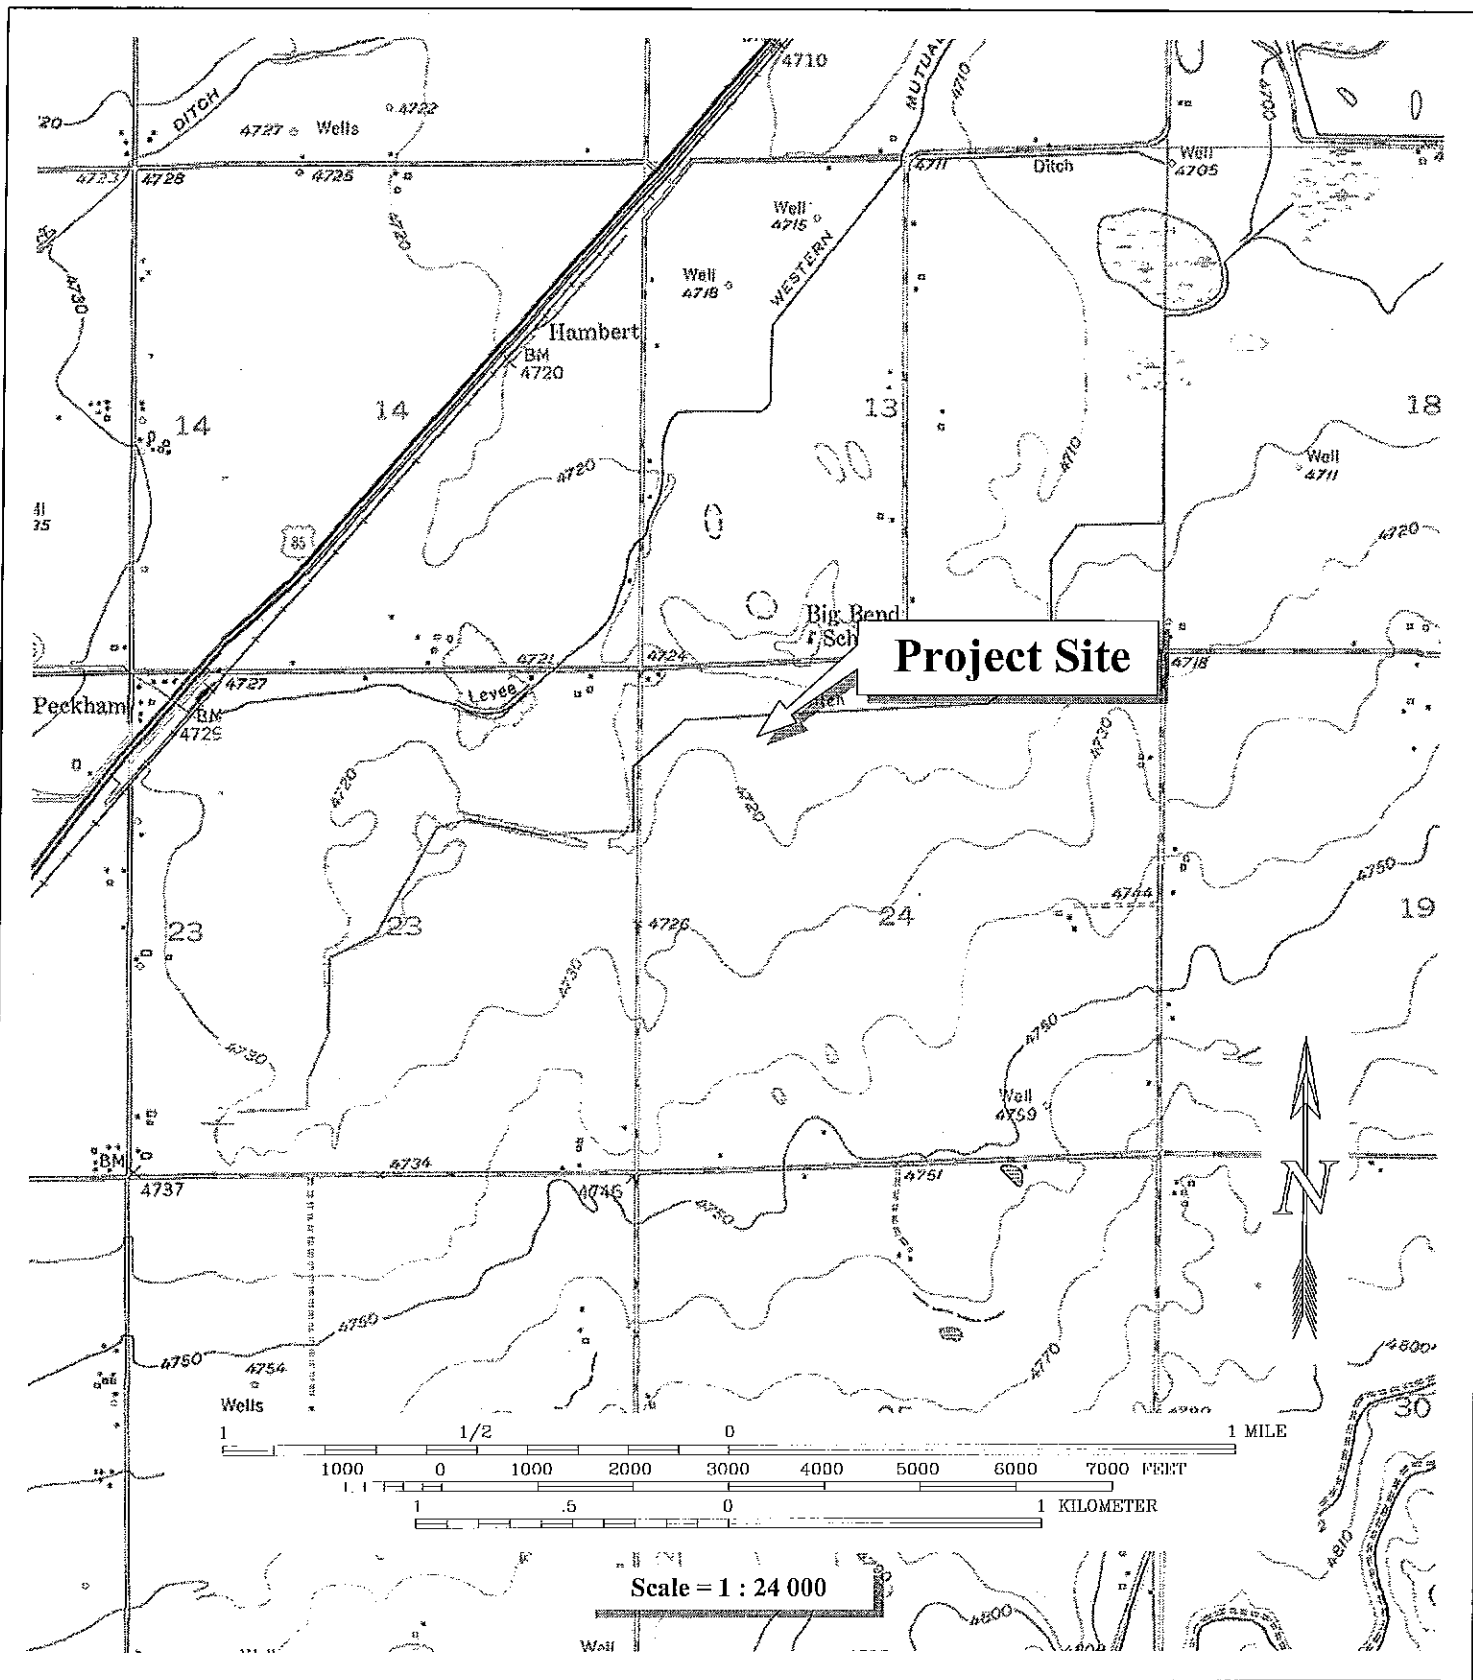 4710
MUTUAL
4710
4700
DITCH
4722
4727
Wells
4723
4728
4725
4711
Ditch
Well
4705
4720
Well
4715
WESTERN
4730
Well
4718
Hambert
BM
4720
14
14
13
18
4720
4710
Well
4711
85
4720
Big Bend
Sch
Project Site
4721
4724
4718
4727
Levee
Peckham
BM
4720
4720
4730
4744
4750
23
23
24
19
4726
4730
4730
4750
Well
4759
BM
4737
4734
4746
4751
4750
N
4750
4750
4754
Wells
4770
4800
30
1 1/2 0 1 MILE
1000 0 1000 2000 3000 4000 5000 6000 7000 FEET
1 .5 0 1 KILOMETER
4810
Scale = 1 : 24 000
4800
Well